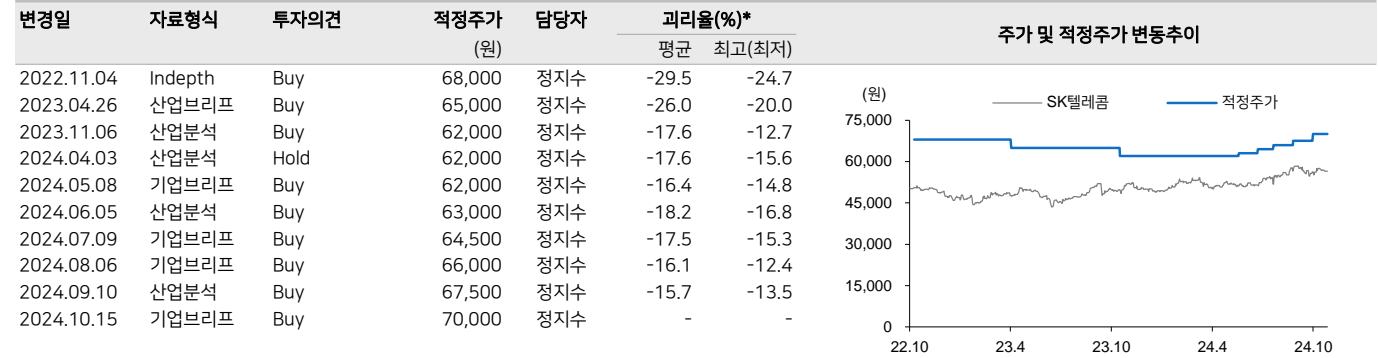 변경일 자료형식 투자의견 적정주가 담당자 괴리율(%)* 주가 및 적정주가 변동추이
(원) 평균 최고(최저)
2022.11.04 Indepth Buy 68,000 정지수 -29.5 -24.7
2023.04.26 산업브리프 Buy 65,000 정지수 -26.0 -20.0
2023.11.06 산업분석 Buy 62,000 정지수 -17.6 -12.7
2024.04.03 산업분석 Hold 62,000 정지수 -17.6 -15.6
2024.05.08 기업브리프 Buy 62,000 정지수 -16.4 -14.8
2024.06.05 산업분석 Buy 63,000 정지수 -18.2 -16.8
2024.07.09 기업브리프 Buy 64,500 정지수 -17.5 -15.3
2024.08.06 기업브리프 Buy 66,000 정지수 -16.1 -12.4
2024.09.10 산업분석 Buy 67,500 정지수 -15.7 -13.5
2024.10.15 기업브리프 Buy 70,000 정지수 - -
(원) SK텔레콤 적정주가
75,000
60,000
45,000
30,000
15,000
0
22.10 23.4 23.10 24.4 24.10